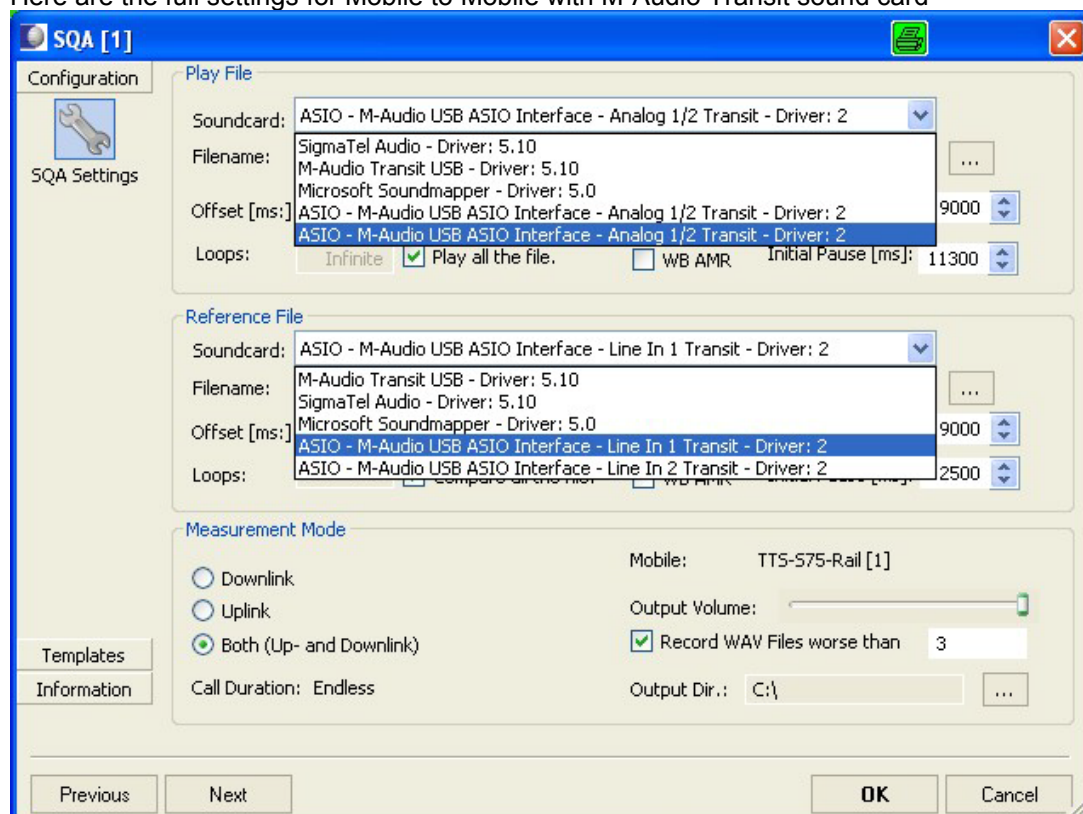 Here are the full settings for Mobile to Mobile with M-Audio Transit sound card
SQA [1]
Configuration
SQA Settings
Play File
Soundcard: ASIO - M-Audio USB ASIO Interface - Analog 1/2 Transit - Driver: 2
SigmaTel Audio - Driver: 5.10
Filename: ...
M-Audio Transit USB - Driver: 5.10
Microsoft Soundmapper - Driver: 5.0
Offset [ms:] ASIO - M-Audio USB ASIO Interface - Analog 1/2 Transit - Driver: 2 9000
ASIO - M-Audio USB ASIO Interface - Analog 1/2 Transit - Driver: 2
Loops: Infinite Play all the file. WB AMR Initial Pause [ms]: 11300
Reference File
Soundcard: ASIO - M-Audio USB ASIO Interface - Line In 1 Transit - Driver: 2
M-Audio Transit USB - Driver: 5.10
Filename: ...
SigmaTel Audio - Driver: 5.10
Microsoft Soundmapper - Driver: 5.0
Offset [ms:] 9000
ASIO - M-Audio USB ASIO Interface - Line In 1 Transit - Driver: 2
ASIO - M-Audio USB ASIO Interface - Line In 2 Transit - Driver: 2
Loops: 2500
Measurement Mode
Downlink
Uplink
Both (Up- and Downlink)
Call Duration: Endless
Mobile: TTS-S75-Rail [1]
Output Volume:
Record WAV Files worse than 3
Output Dir.: C:\ ...
Templates
Information
Previous Next OK Cancel